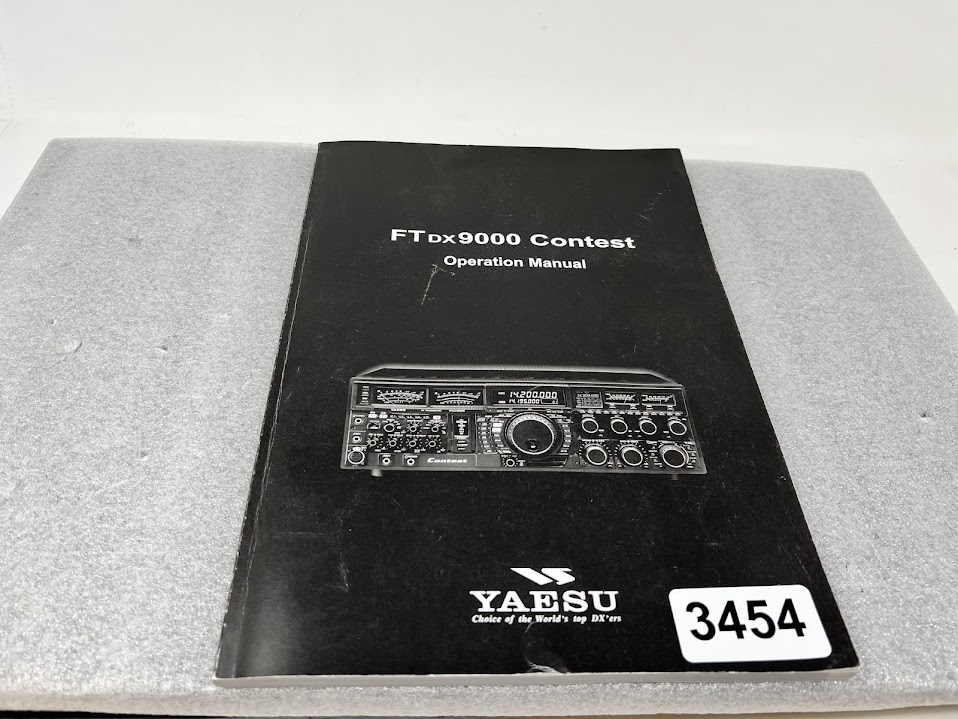 FTDX9000 Contest
Operation Manual
14.200.000
14.195.000
Contest
YAESU
Choice of the World's top DX'ers
3454